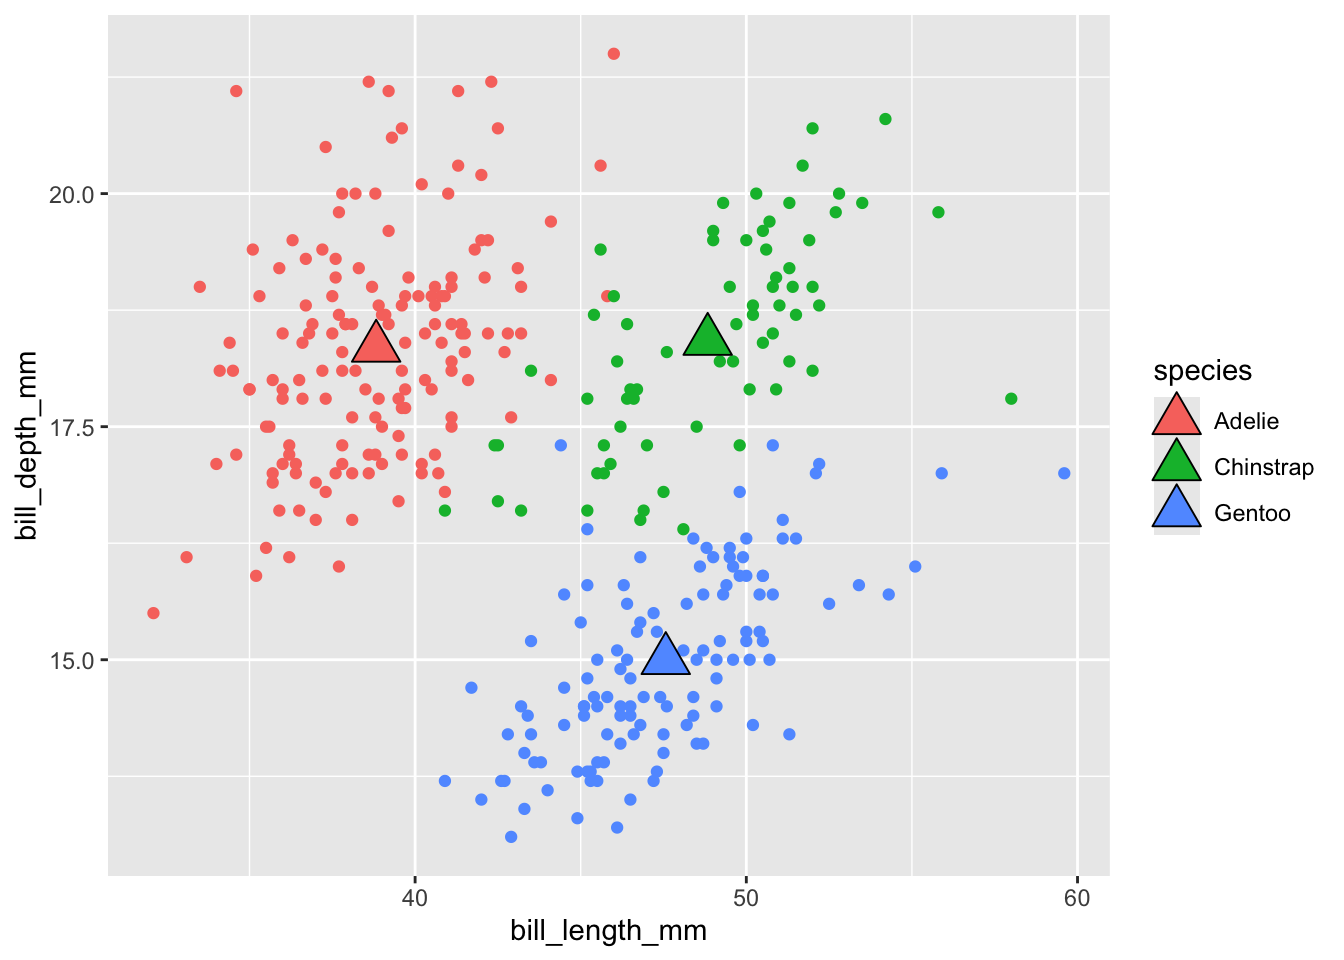 20.0
17.5
15.0
bill_depth_mm
40
50
60
bill_length_mm
species
Adelie
Chinstrap
Gentoo